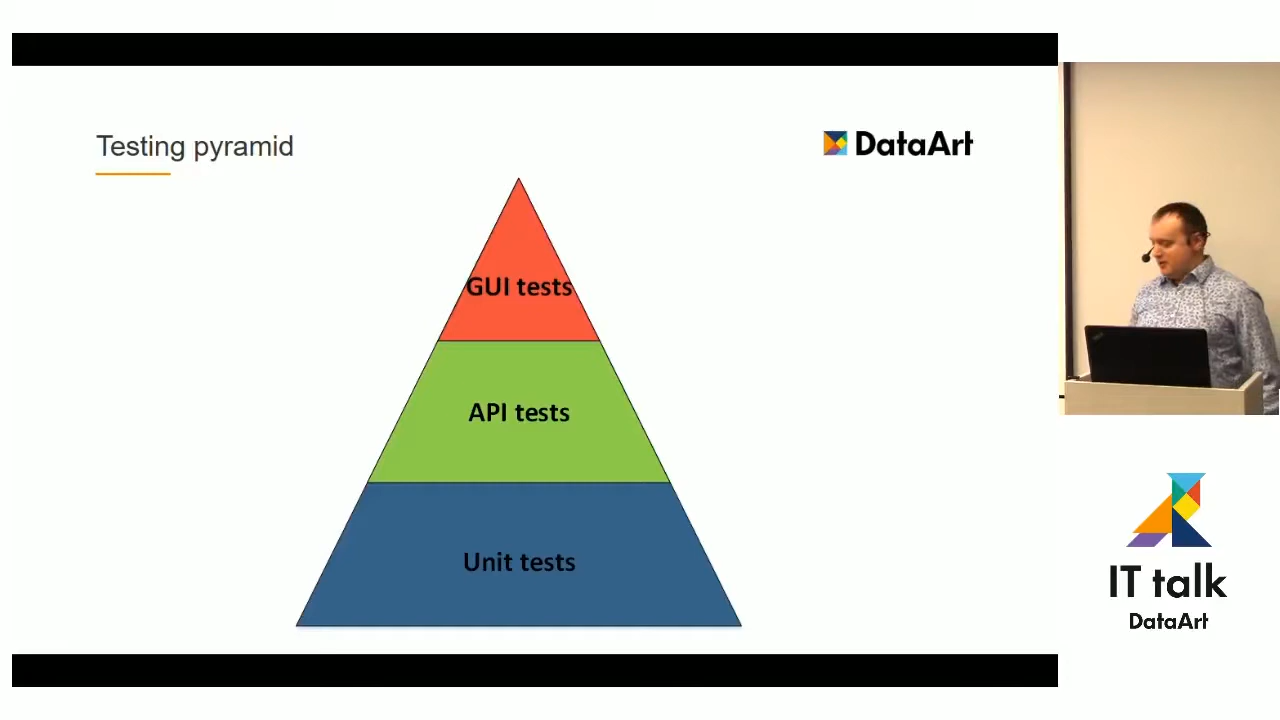 Testing pyramid
DataArt
GUI tests
API tests
Unit tests
IT talk
DataArt